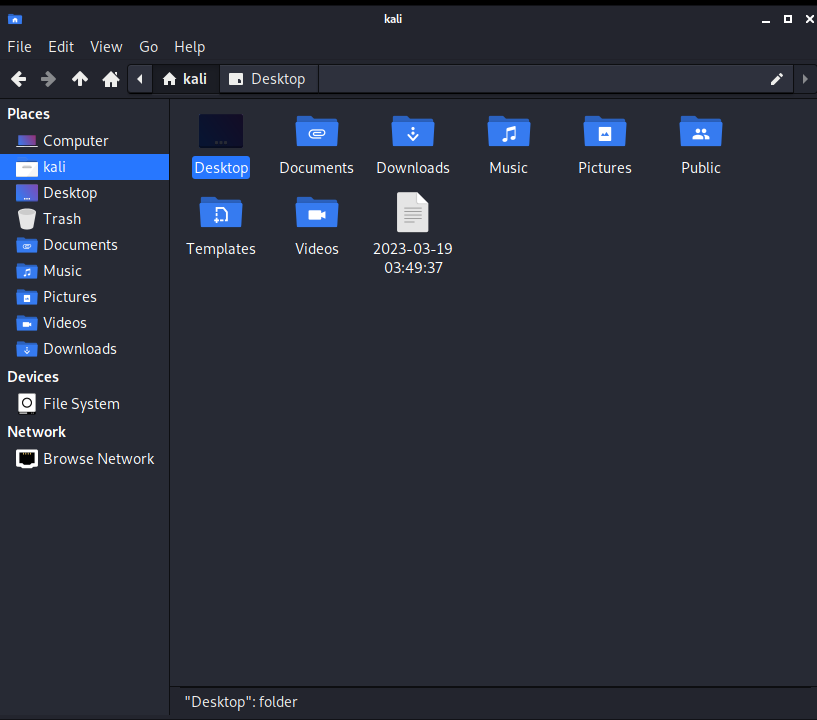 kali
File Edit View Go Help
kali Desktop
Places
Computer
kali
Desktop
Trash
Documents
Music
Pictures
Videos
Downloads
Devices
File System
Network
Browse Network
Desktop Documents Downloads Music Pictures Public
Templates Videos 2023-03-19
03:49:37
"Desktop": folder